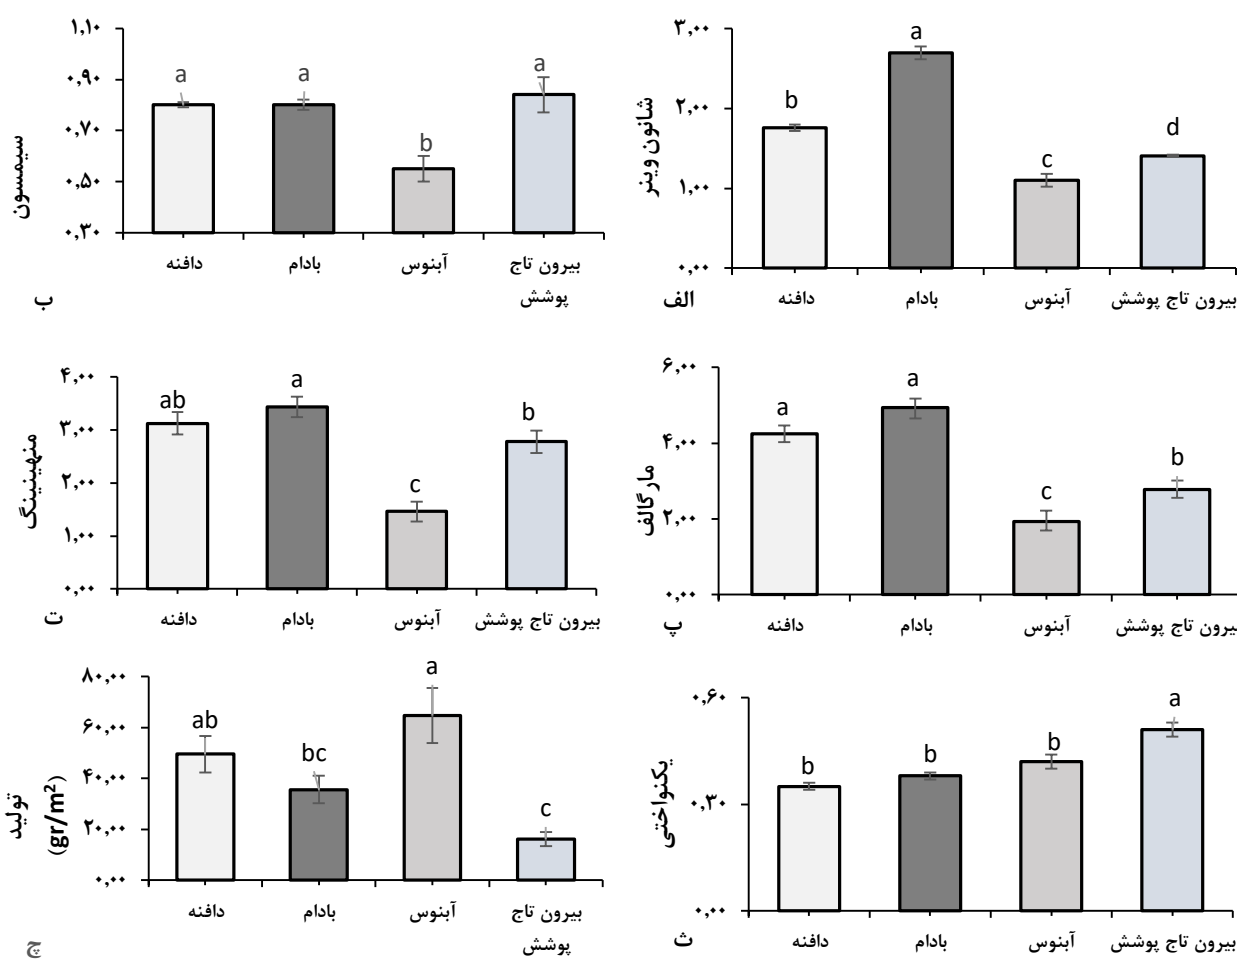 ۳,۰۰
۲,۰۰
۱,۰۰
۰,۰۰
شانون وینر
b
a
c
d
دافنه
بادام
آبنوس
بیرون تاج پوشش
الف
۱,۱۰
۰,۹۰
۰,۷۰
۰,۵۰
۰,۳۰
سیمسون
a
a
b
a
دافنه
بادام
آبنوس
بیرون تاج
پوشش
ب
۶,۰۰
۴,۰۰
۲,۰۰
۰,۰۰
مارگالف
a
a
c
b
دافنه
بادام
آبنوس
بیرون تاج پوشش
پ
۴,۰۰
۳,۰۰
۲,۰۰
۱,۰۰
۰,۰۰
منهینینگ
ab
a
c
b
دافنه
بادام
آبنوس
بیرون تاج پوشش
ت
۰,۶۰
۰,۳۰
۰,۰۰
یکنواختی
b
b
b
a
دافنه
بادام
آبنوس
بیرون تاج پوشش
ث
۸۰,۰۰
۶۰,۰۰
۴۰,۰۰
۲۰,۰۰
۰,۰۰
تولید
(gr/m²)
ab
bc
a
c
دافنه
بادام
آبنوس
بیرون تاج
پوشش
چ